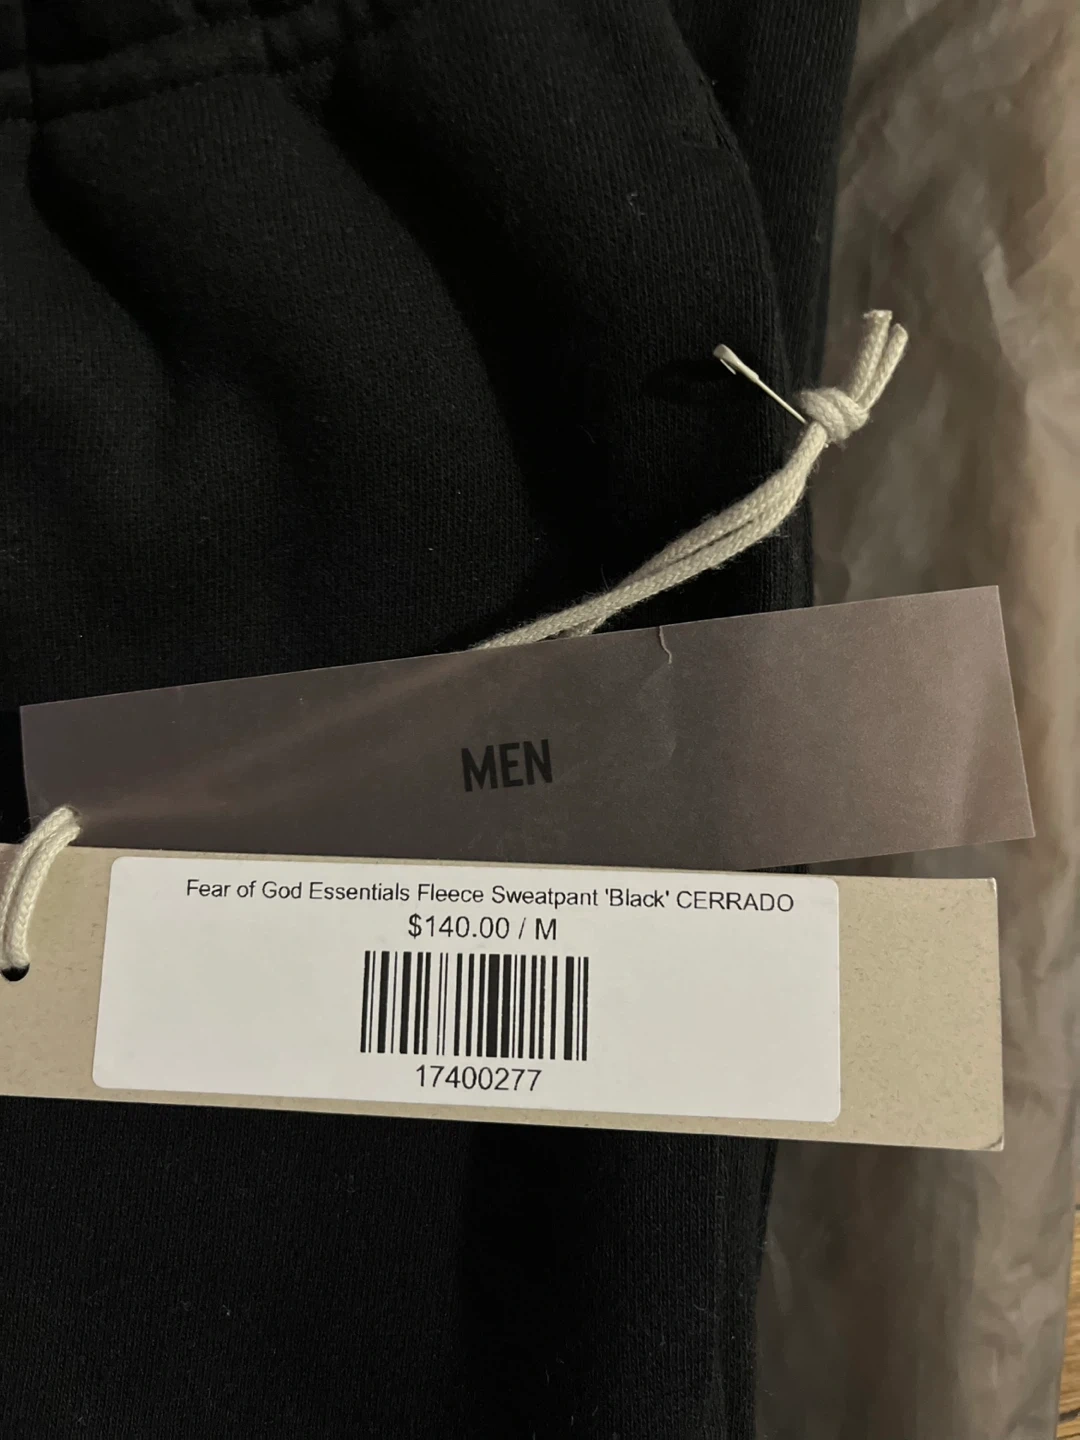 MEN
Fear of God Essentials Fleece Sweatpant 'Black' CERRADO
$140.00 / M
17400277